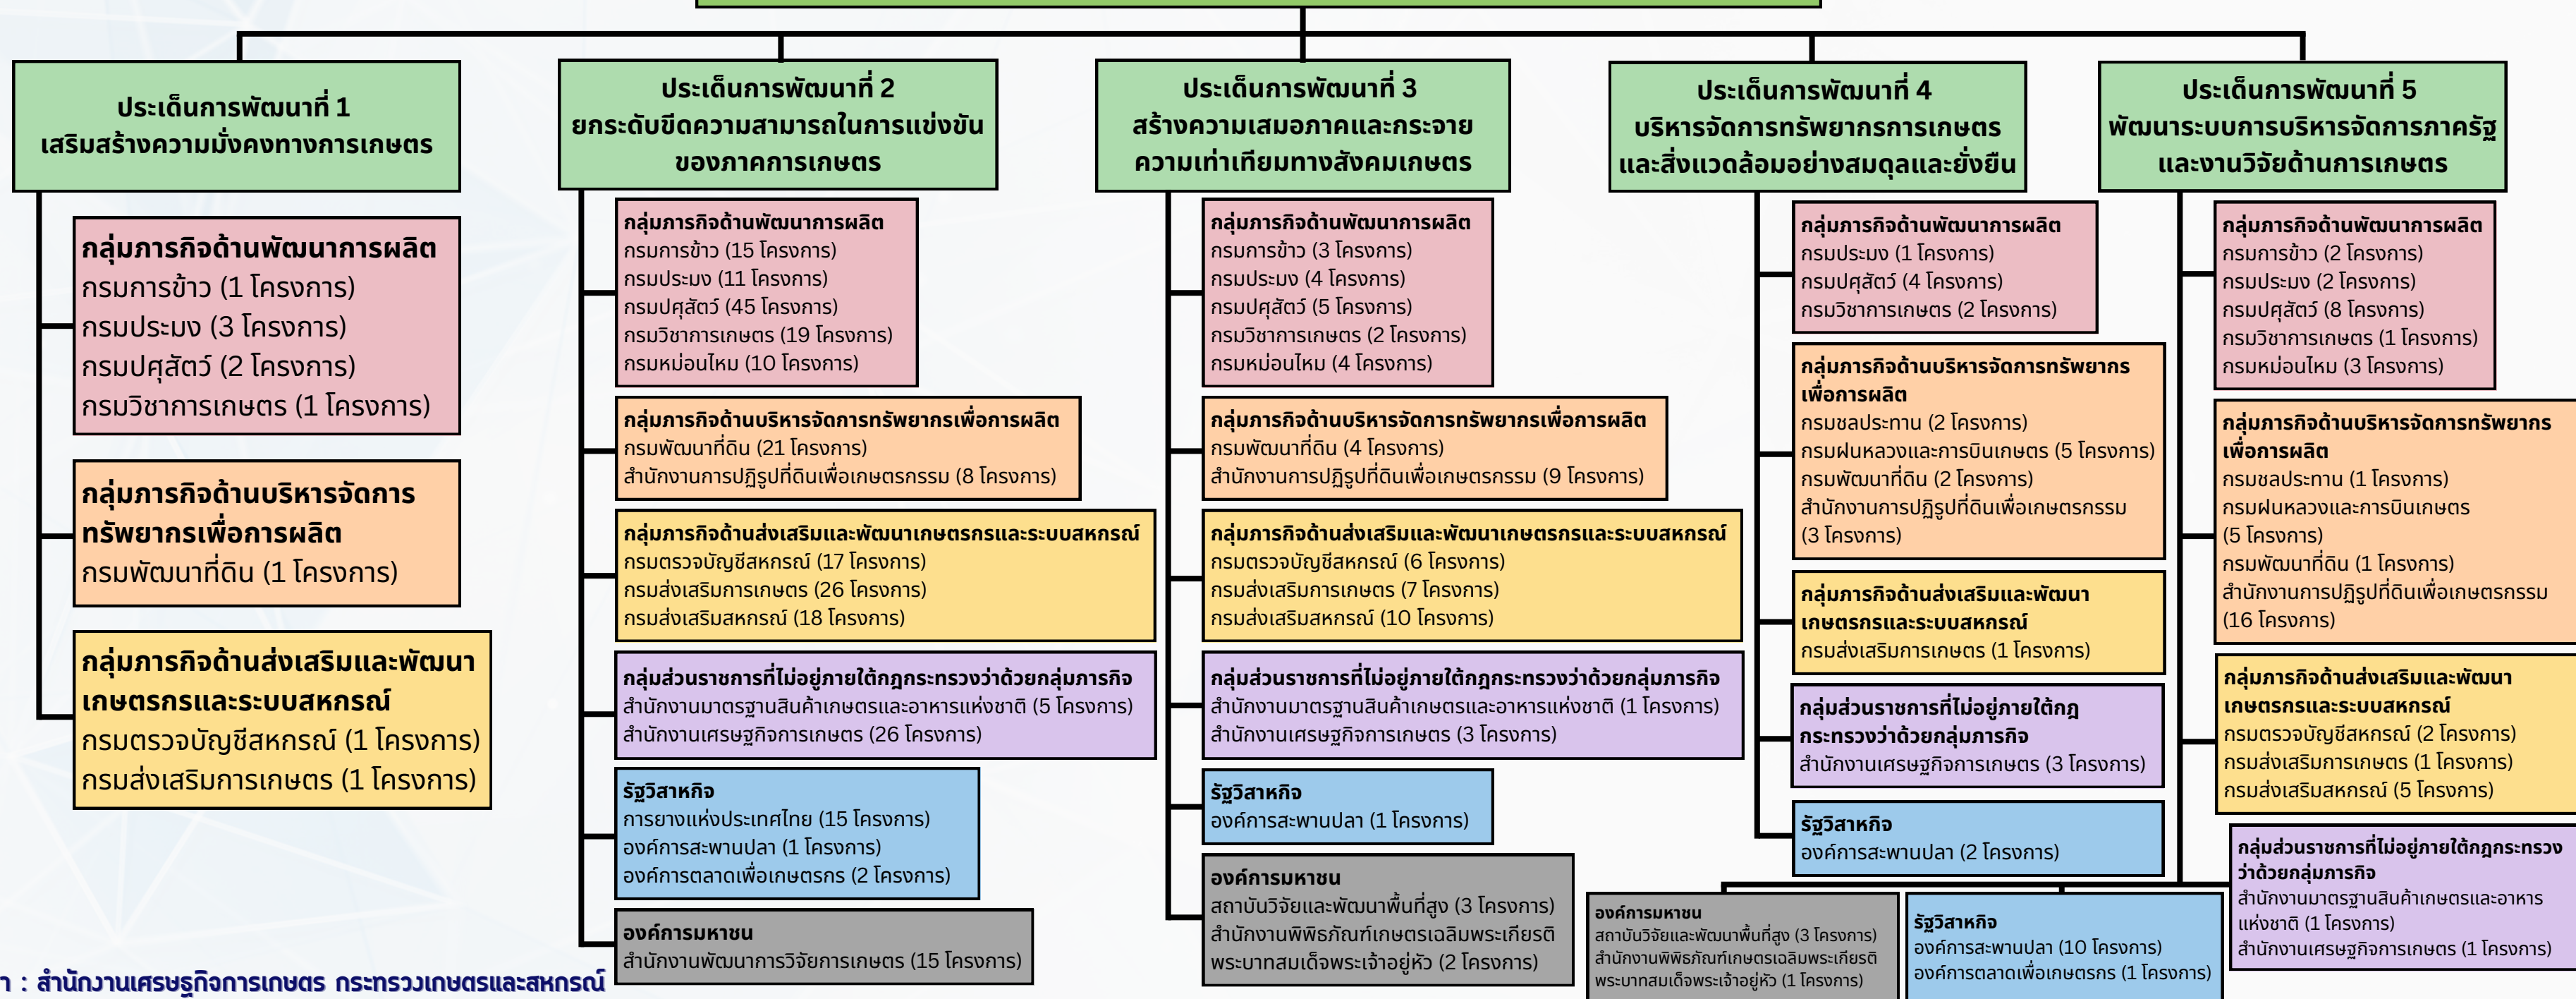 ประเด็นการพัฒนาที่ 1
เสริมสร้างความมั่งคงทางการเกษตร
กลุ่มภารกิจด้านพัฒนาการผลิต
กรมการข้าว (1 โครงการ)
กรมประมง (3 โครงการ)
กรมปศุสัตว์ (2 โครงการ)
กรมวิชาการเกษตร (1 โครงการ)
กลุ่มภารกิจด้านบริหารจัดการ
ทรัพยากรเพื่อการผลิต
กรมพัฒนาที่ดิน (1 โครงการ)
กลุ่มภารกิจด้านส่งเสริมและพัฒนา
เกษตรกรและระบบสหกรณ์
กรมตรวจบัญชีสหกรณ์ (1 โครงการ)
กรมส่งเสริมการเกษตร (1 โครงการ)
ประเด็นการพัฒนาที่ 2
ยกระดับขีดความสามารถในการแข่งขัน
ของภาคการเกษตร
กลุ่มภารกิจด้านพัฒนาการผลิต
กรมการข้าว (15 โครงการ)
กรมประมง (11 โครงการ)
กรมปศุสัตว์ (45 โครงการ)
กรมวิชาการเกษตร (19 โครงการ)
กรมหม่อนไหม (10 โครงการ)
กลุ่มภารกิจด้านบริหารจัดการทรัพยากรเพื่อการผลิต
กรมพัฒนาที่ดิน (21 โครงการ)
สำนักงานการปฏิรูปที่ดินเพื่อเกษตรกรรม (8 โครงการ)
กลุ่มภารกิจด้านส่งเสริมและพัฒนาเกษตรกรและระบบสหกรณ์
กรมตรวจบัญชีสหกรณ์ (17 โครงการ)
กรมส่งเสริมการเกษตร (26 โครงการ)
กรมส่งเสริมสหกรณ์ (18 โครงการ)
กลุ่มส่วนราชการที่ไม่อยู่ภายใต้กฎกระทรวงว่าด้วยกลุ่มภารกิจ
สำนักงานมาตรฐานสินค้าเกษตรและอาหารแห่งชาติ (5 โครงการ)
สำนักงานเศรษฐกิจการเกษตร (26 โครงการ)
รัฐวิสาหกิจ
การยางแห่งประเทศไทย (15 โครงการ)
องค์การสะพานปลา (1 โครงการ)
องค์การตลาดเพื่อเกษตรกร (2 โครงการ)
องค์การมหาชน
สำนักงานพัฒนาการวิจัยการเกษตร (15 โครงการ)
ประเด็นการพัฒนาที่ 3
สร้างความเสมอภาคและกระจาย
ความเท่าเทียมทางสังคมเกษตร
กลุ่มภารกิจด้านพัฒนาการผลิต
กรมการข้าว (3 โครงการ)
กรมประมง (4 โครงการ)
กรมปศุสัตว์ (5 โครงการ)
กรมวิชาการเกษตร (2 โครงการ)
กรมหม่อนไหม (4 โครงการ)
กลุ่มภารกิจด้านบริหารจัดการทรัพยากรเพื่อการผลิต
กรมพัฒนาที่ดิน (4 โครงการ)
สำนักงานการปฏิรูปที่ดินเพื่อเกษตรกรรม (9 โครงการ)
กลุ่มภารกิจด้านส่งเสริมและพัฒนาเกษตรกรและระบบสหกรณ์
กรมตรวจบัญชีสหกรณ์ (6 โครงการ)
กรมส่งเสริมการเกษตร (7 โครงการ)
กรมส่งเสริมสหกรณ์ (10 โครงการ)
กลุ่มส่วนราชการที่ไม่อยู่ภายใต้กฎกระทรวงว่าด้วยกลุ่มภารกิจ
สำนักงานมาตรฐานสินค้าเกษตรและอาหารแห่งชาติ (1 โครงการ)
สำนักงานเศรษฐกิจการเกษตร (3 โครงการ)
รัฐวิสาหกิจ
องค์การสะพานปลา (1 โครงการ)
องค์การมหาชน
สถาบันวิจัยและพัฒนาพื้นที่สูง (3 โครงการ)
สำนักงานพิพิธภัณฑ์เกษตรเฉลิมพระเกียรติ
พระบาทสมเด็จพระเจ้าอยู่หัว (2 โครงการ)
ประเด็นการพัฒนาที่ 4
บริหารจัดการทรัพยากรการเกษตร
และสิ่งแวดล้อมอย่างสมดุลและยั่งยืน
กลุ่มภารกิจด้านพัฒนาการผลิต
กรมประมง (1 โครงการ)
กรมปศุสัตว์ (4 โครงการ)
กรมวิชาการเกษตร (2 โครงการ)
กลุ่มภารกิจด้านบริหารจัดการทรัพยากร
เพื่อการผลิต
กรมชลประทาน (2 โครงการ)
กรมฝนหลวงและการบินเกษตร (5 โครงการ)
กรมพัฒนาที่ดิน (2 โครงการ)
สำนักงานการปฏิรูปที่ดินเพื่อเกษตรกรรม
(3 โครงการ)
กลุ่มภารกิจด้านส่งเสริมและพัฒนา
เกษตรกรและระบบสหกรณ์
กรมส่งเสริมการเกษตร (1 โครงการ)
กลุ่มส่วนราชการที่ไม่อยู่ภายใต้กฎ
กระทรวงว่าด้วยกลุ่มภารกิจ
สำนักงานเศรษฐกิจการเกษตร (3 โครงการ)
รัฐวิสาหกิจ
องค์การสะพานปลา (2 โครงการ)
ประเด็นการพัฒนาที่ 5
พัฒนาระบบการบริหารจัดการภาครัฐ
และงานวิจัยด้านการเกษตร
กลุ่มภารกิจด้านพัฒนาการผลิต
กรมการข้าว (2 โครงการ)
กรมประมง (2 โครงการ)
กรมปศุสัตว์ (8 โครงการ)
กรมวิชาการเกษตร (1 โครงการ)
กรมหม่อนไหม (3 โครงการ)
กลุ่มภารกิจด้านบริหารจัดการทรัพยากร
เพื่อการผลิต
กรมชลประทาน (1 โครงการ)
กรมฝนหลวงและการบินเกษตร
(5 โครงการ)
กรมพัฒนาที่ดิน (1 โครงการ)
สำนักงานการปฏิรูปที่ดินเพื่อเกษตรกรรม
(16 โครงการ)
กลุ่มภารกิจด้านส่งเสริมและพัฒนา
เกษตรกรและระบบสหกรณ์
กรมตรวจบัญชีสหกรณ์ (2 โครงการ)
กรมส่งเสริมการเกษตร (1 โครงการ)
กรมส่งเสริมสหกรณ์ (5 โครงการ)
กลุ่มส่วนราชการที่ไม่อยู่ภายใต้กฎกระทรวง
ว่าด้วยกลุ่มภารกิจ
สำนักงานมาตรฐานสินค้าเกษตรและอาหาร
แห่งชาติ (1 โครงการ)
สำนักงานเศรษฐกิจการเกษตร (1 โครงการ)
รัฐวิสาหกิจ
องค์การสะพานปลา (10 โครงการ)
องค์การตลาดเพื่อเกษตรกร (1 โครงการ)
องค์การมหาชน
สถาบันวิจัยและพัฒนาพื้นที่สูง (3 โครงการ)
สำนักงานพิพิธภัณฑ์เกษตรเฉลิมพระเกียรติ
พระบาทสมเด็จพระเจ้าอยู่หัว (1 โครงการ)
า : สำนักงานเศรษฐกิจการเกษตร กระทรวงเกษตรและสหกรณ์